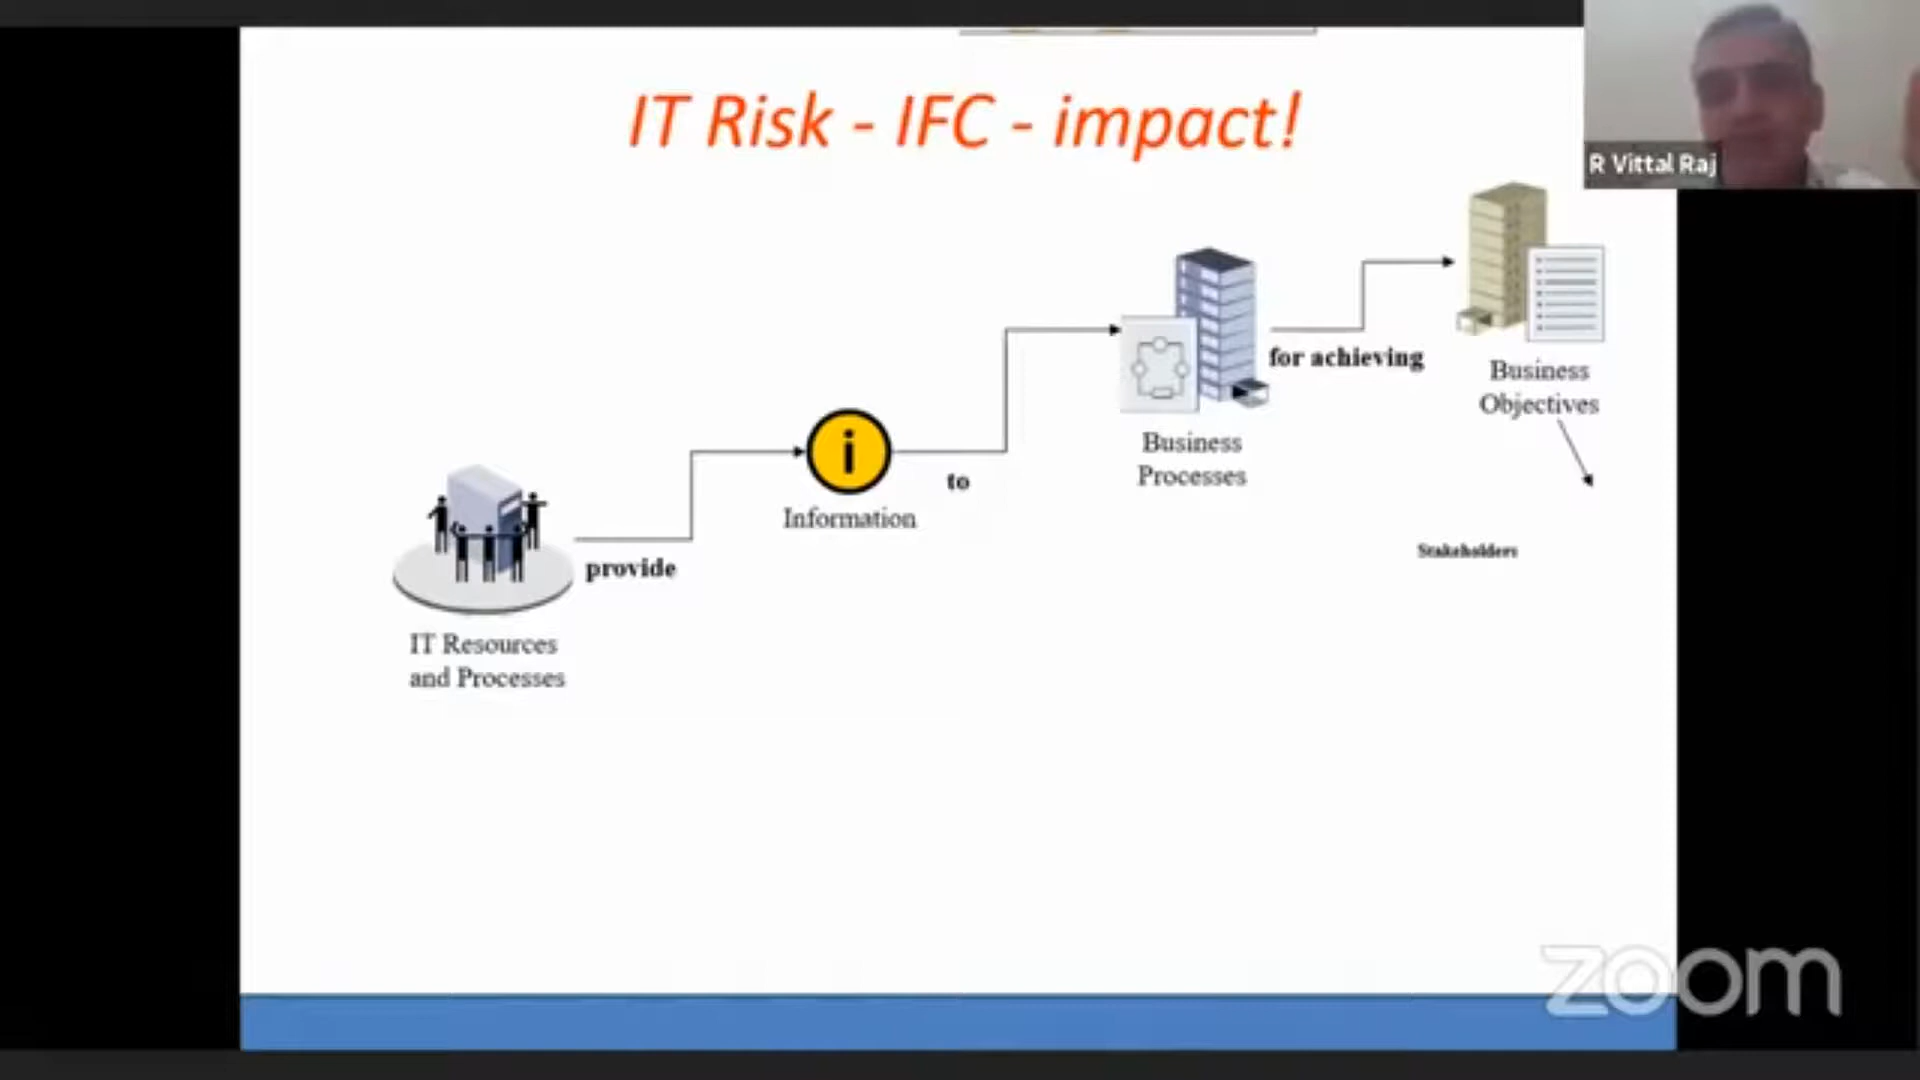 IT Risk - IFC - impact!
R Vittal Raj
for achieving
Business
Objectives
Business
Processes
to
Information
Stakeholders
provide
IT Resources
and Processes
zoom